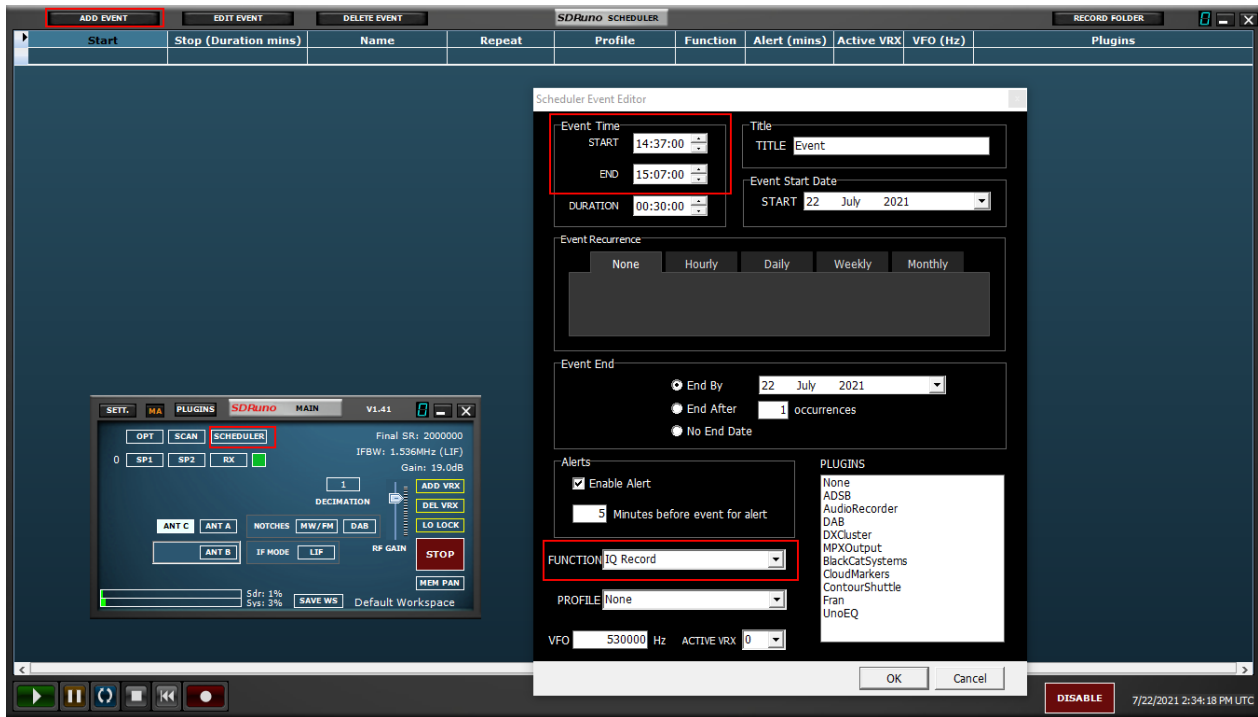 ADD EVENT EDIT EVENT DELETE EVENT SDRuno SCHEDULER RECORD FOLDER
Start Stop (Duration mins) Name Repeat Profile Function Alert (mins) Active VRX VFO (Hz) Plugins
Scheduler Event Editor
Event Time
START 14:37:00
END 15:07:00
DURATION 00:30:00
Title
TITLE Event
Event Start Date
START 22 July 2021
Event Recurrence
None Hourly Daily Weekly Monthly
Event End
End By 22 July 2021
End After 1 occurrences
No End Date
Alerts
Enable Alert
5 Minutes before event for alert
FUNCTION IQ Record
PROFILE None
VFO 530000 Hz ACTIVE VRX 0
PLUGINS
None
ADSB
AudioRecorder
DAB
DXCluster
MPXOutput
BlackCatSystems
CloudMarkers
ContourShuttle
Fran
UnoEQ
OK Cancel
SETT. MA PLUGINS SDRuno MAIN V1.41
OPT SCAN SCHEDULER Final SR: 2000000
IFBW: 1.536MHz (LIF)
0 SP1 SP2 RX
Gain: 19.0dB
1 ADD VRX
DECIMATION
DEL VRX
ANT C ANT A NOTCHES MW/FM DAB LO LOCK
ANT B IF MODE LIF RF GAIN STOP
MEM PAN
Sdr: 1%
Sys: 3% SAVE WS Default Workspace
DISABLE 7/22/2021 2:34:18 PM UTC